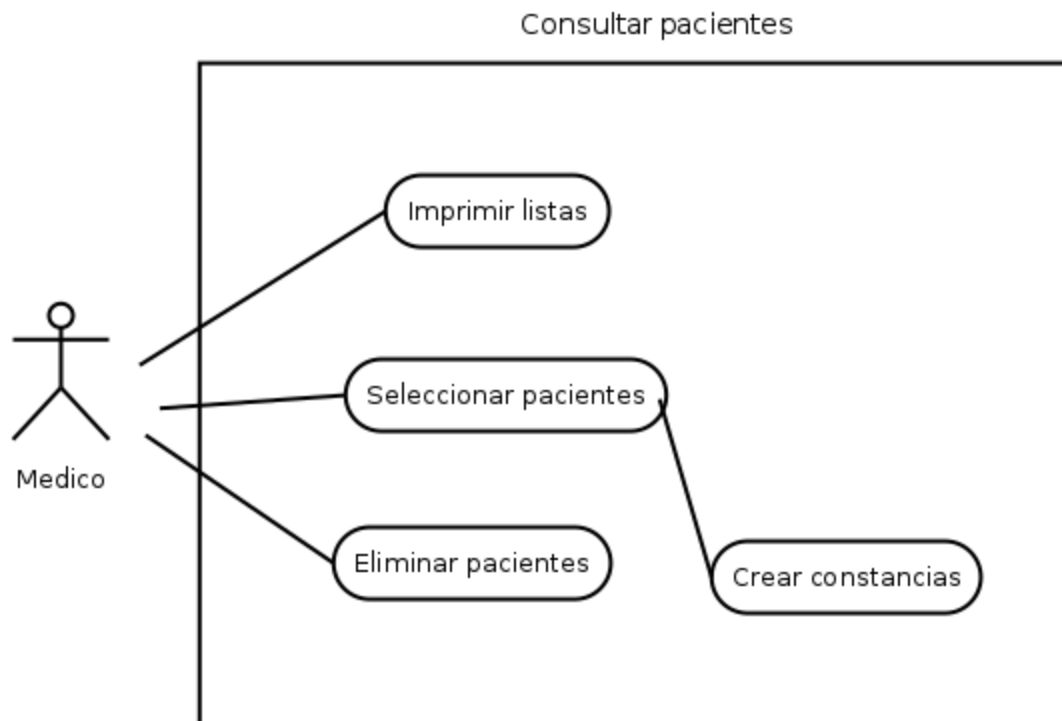 Consultar pacientes
Imprimir listas
Seleccionar pacientes
Medico
Eliminar pacientes
Crear constancias